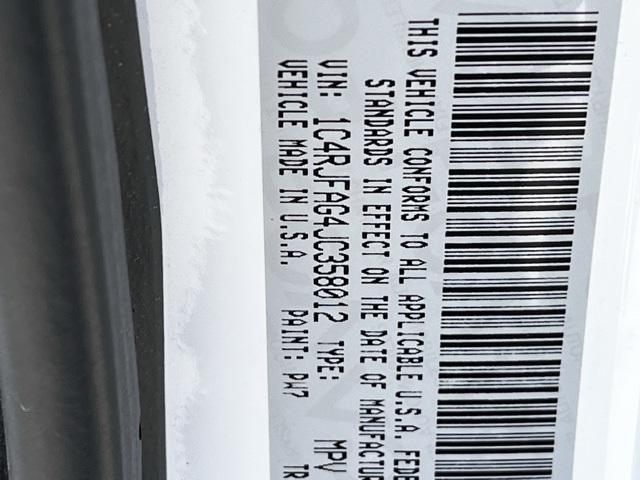 THIS VEHICLE CONFORMS TO ALL APPLICABLE U.S.A. FEDE
STANDARDS IN EFFECT ON THE DATE OF MANUFACTUR
VIN: 1C4RJFAG4JC358012 TYPE: MPV
VEHICLE MADE IN U.S.A. PAINT: PW7 TR